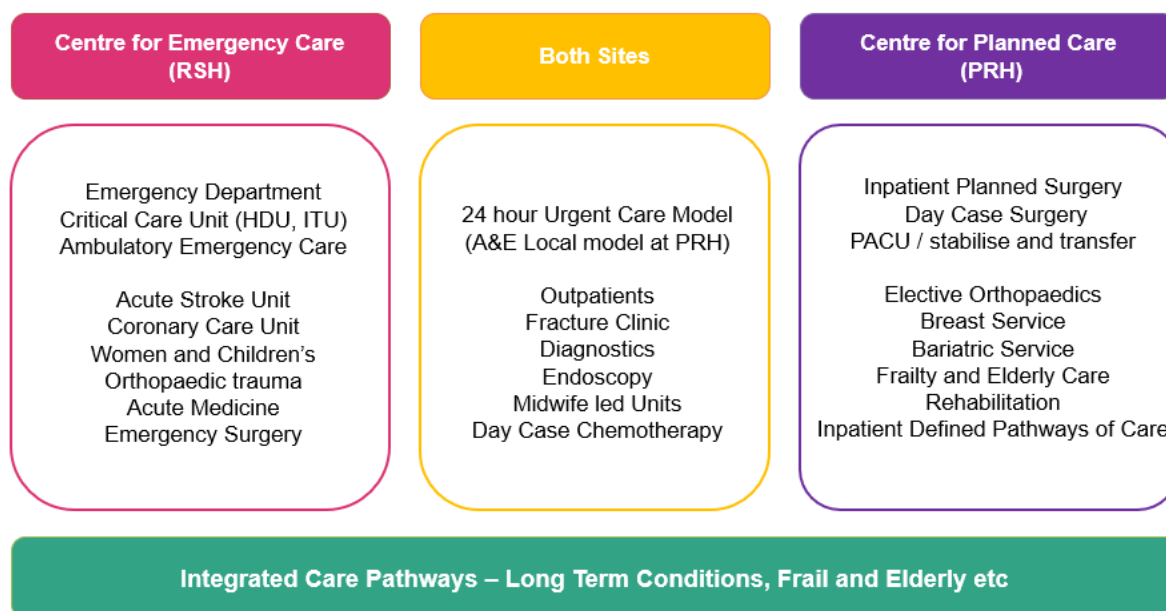 Centre for Emergency Care
(RSH)
Both Sites
Centre for Planned Care
(PRH)
Emergency Department
Critical Care Unit (HDU, ITU)
Ambulatory Emergency Care
Acute Stroke Unit
Coronary Care Unit
Women and Children’s
Orthopaedic trauma
Acute Medicine
Emergency Surgery
24 hour Urgent Care Model
(A&E Local model at PRH)
Outpatients
Fracture Clinic
Diagnostics
Endoscopy
Midwife led Units
Day Case Chemotherapy
Inpatient Planned Surgery
Day Case Surgery
PACU / stabilise and transfer
Elective Orthopaedics
Breast Service
Bariatric Service
Frailty and Elderly Care
Rehabilitation
Inpatient Defined Pathways of Care
Integrated Care Pathways – Long Term Conditions, Frail and Elderly etc